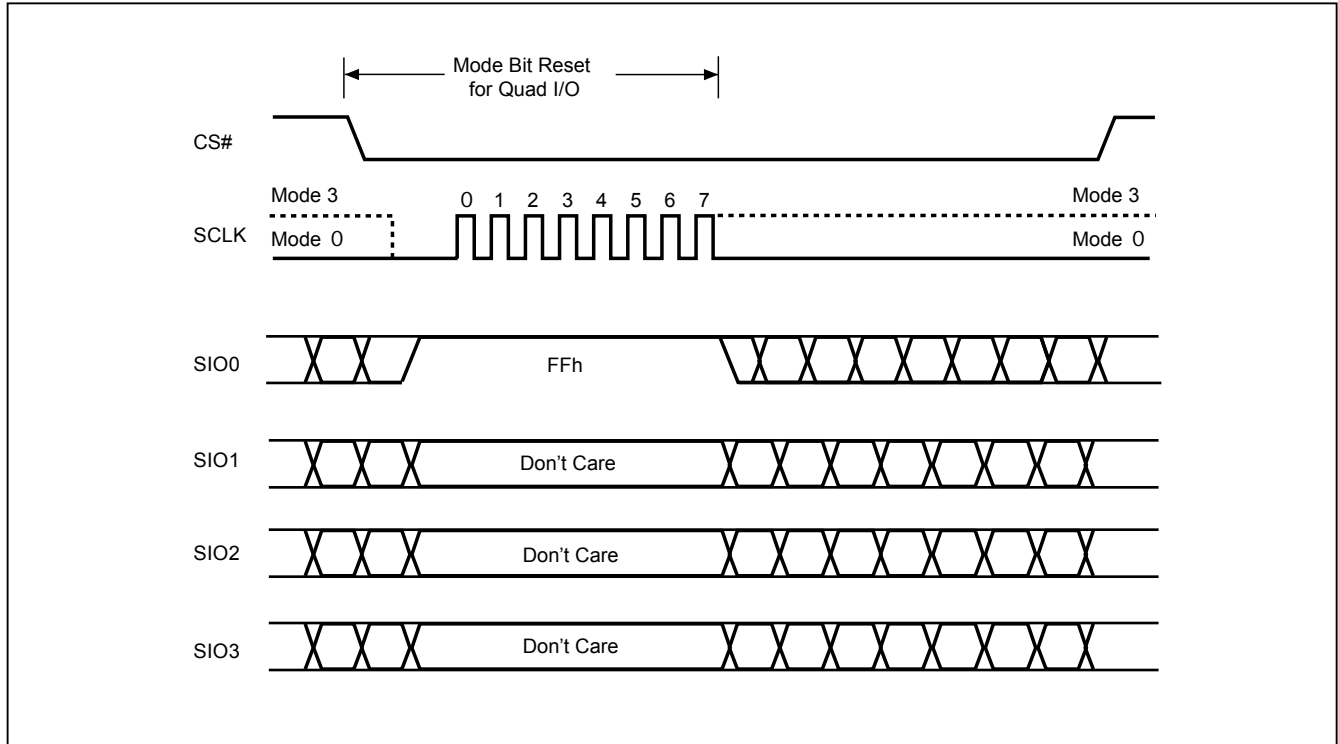 Mode Bit Reset
for Quad I/O
CS#
Mode 3
0 1 2 3 4 5 6 7
Mode 3
SCLK
Mode 0
Mode 0
SIO0
FFh
SIO1
Don't Care
SIO2
Don't Care
SIO3
Don't Care